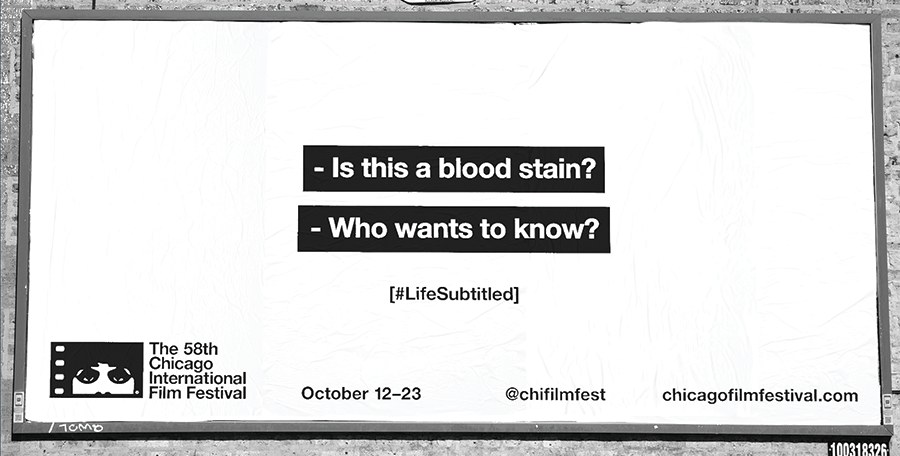 - Is this a blood stain?
- Who wants to know?
[#LifeSubtitled]
The 58th
Chicago
International
Film Festival
October 12–23
@chifilmfest
chicagofilmfestival.com
100318326